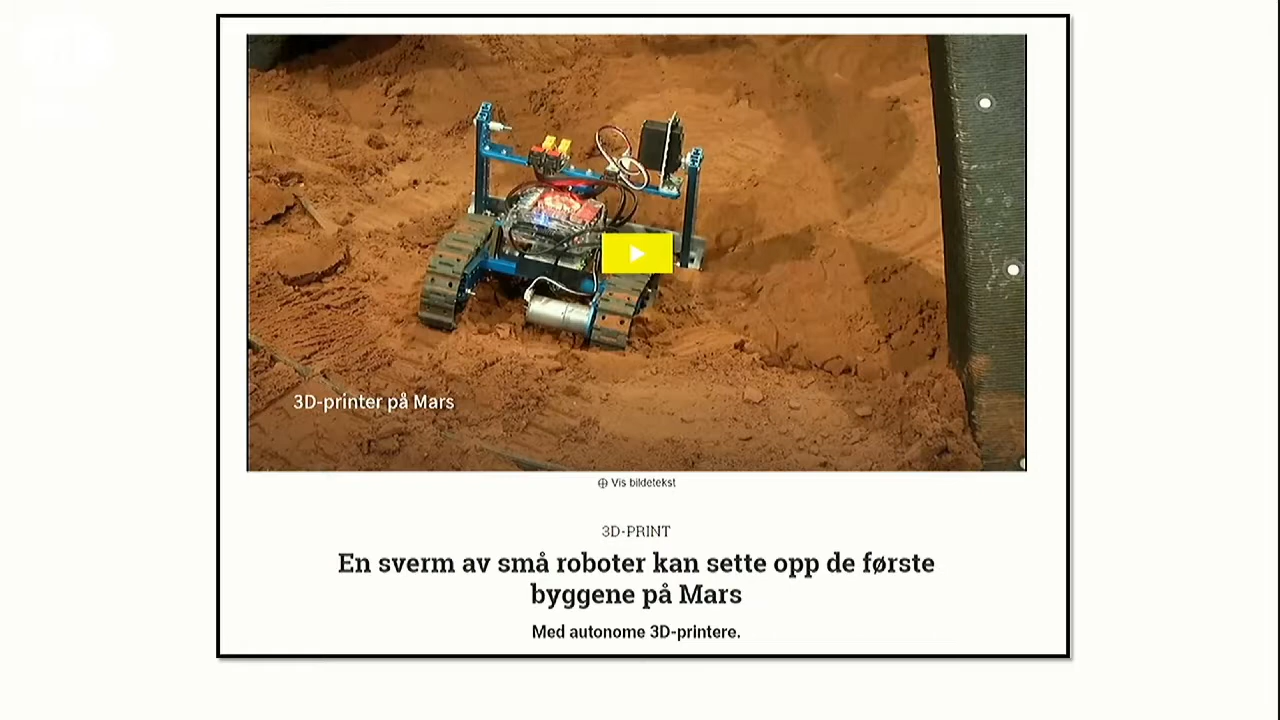 3D-printer på Mars
Vis bildetekst
3D-PRINT
En sverm av små roboter kan sette opp de første
byggene på Mars
Med autonome 3D-printere.